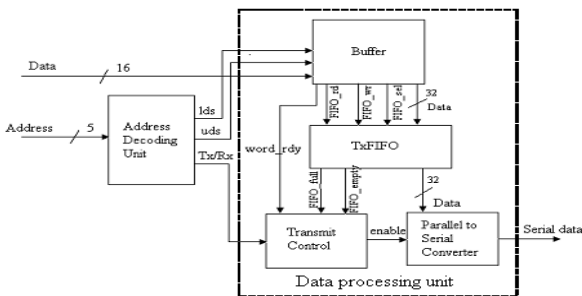 Buffer
Data
16
lds
uds
Tx/Rx
Address
5
Address
Decoding
Unit
FIFO_rd
FIFO_wr
FIFO_sel
32
Data
word_rdy
TxFIFO
FIFO_full
FIFO_empty
32
Data
Transmit
Control
enable
Parallel to
Serial
Converter
Serial data
Data processing unit